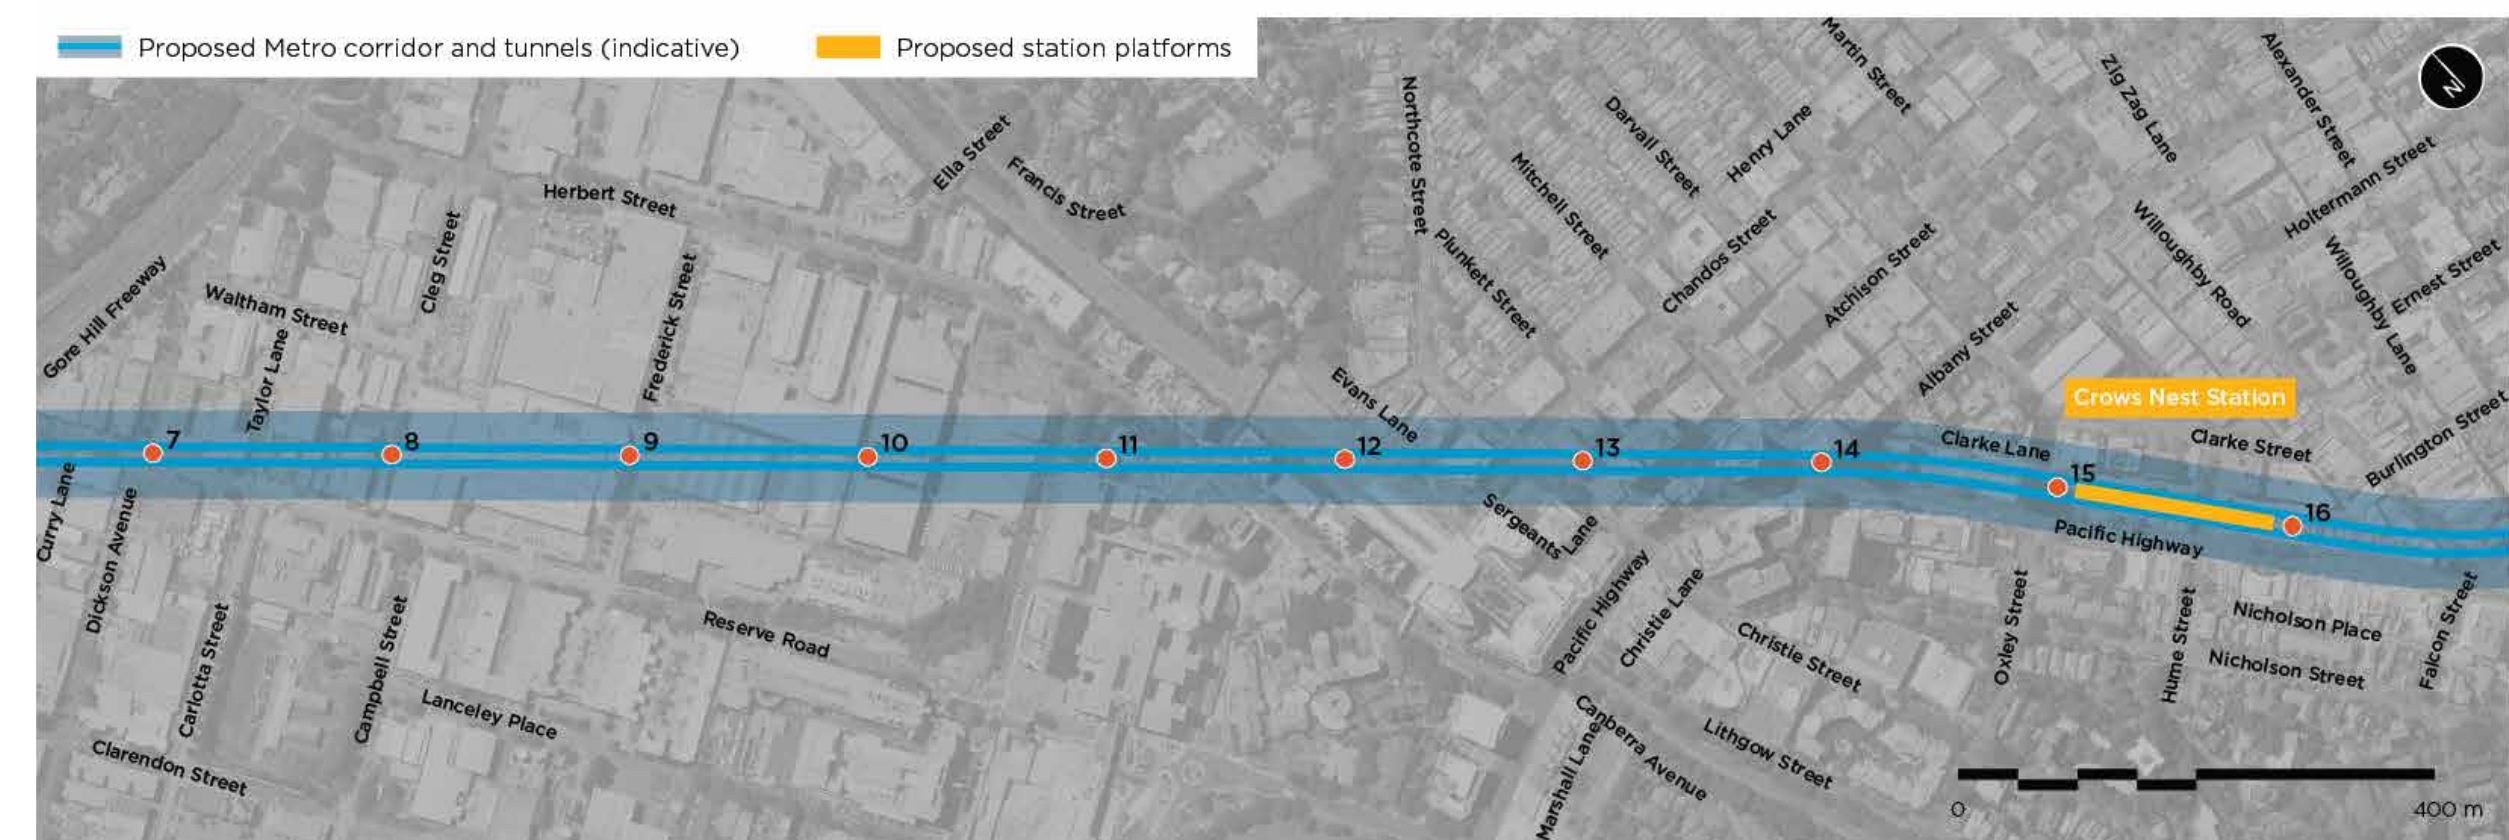 Proposed Metro corridor and tunnels (indicative)
Proposed station platforms
N
Martin Street
Zig Zag Lane
Alexander Street
Northcote Street
Darvall Street
Henry Lane
Ella Street
Francis Street
Mitchell Street
Holtermann Street
Herbert Street
Cleg Street
Plunkett Street
Chandos Street
Atchison Street
Willoughby Road
Willoughby Lane
Ernest Street
Gore Hill Freeway
Waltham Street
Taylor Lane
Frederick Street
Evans Lane
Albany Street
Crows Nest Station
Clarke Lane
Clarke Street
Burlington Street
7
8
9
10
11
12
13
14
15
16
Curry Lane
Dickson Avenue
Sergeants Lane
Pacific Highway
Pacific Highway
Christie Lane
Carlotta Street
Campbell Street
Reserve Road
Christie Street
Oxley Street
Hume Street
Nicholson Place
Nicholson Street
Falcon Street
Lanceley Place
Clarendon Street
Canberra Avenue
Marshall Lane
Lithgow Street
0
400 m